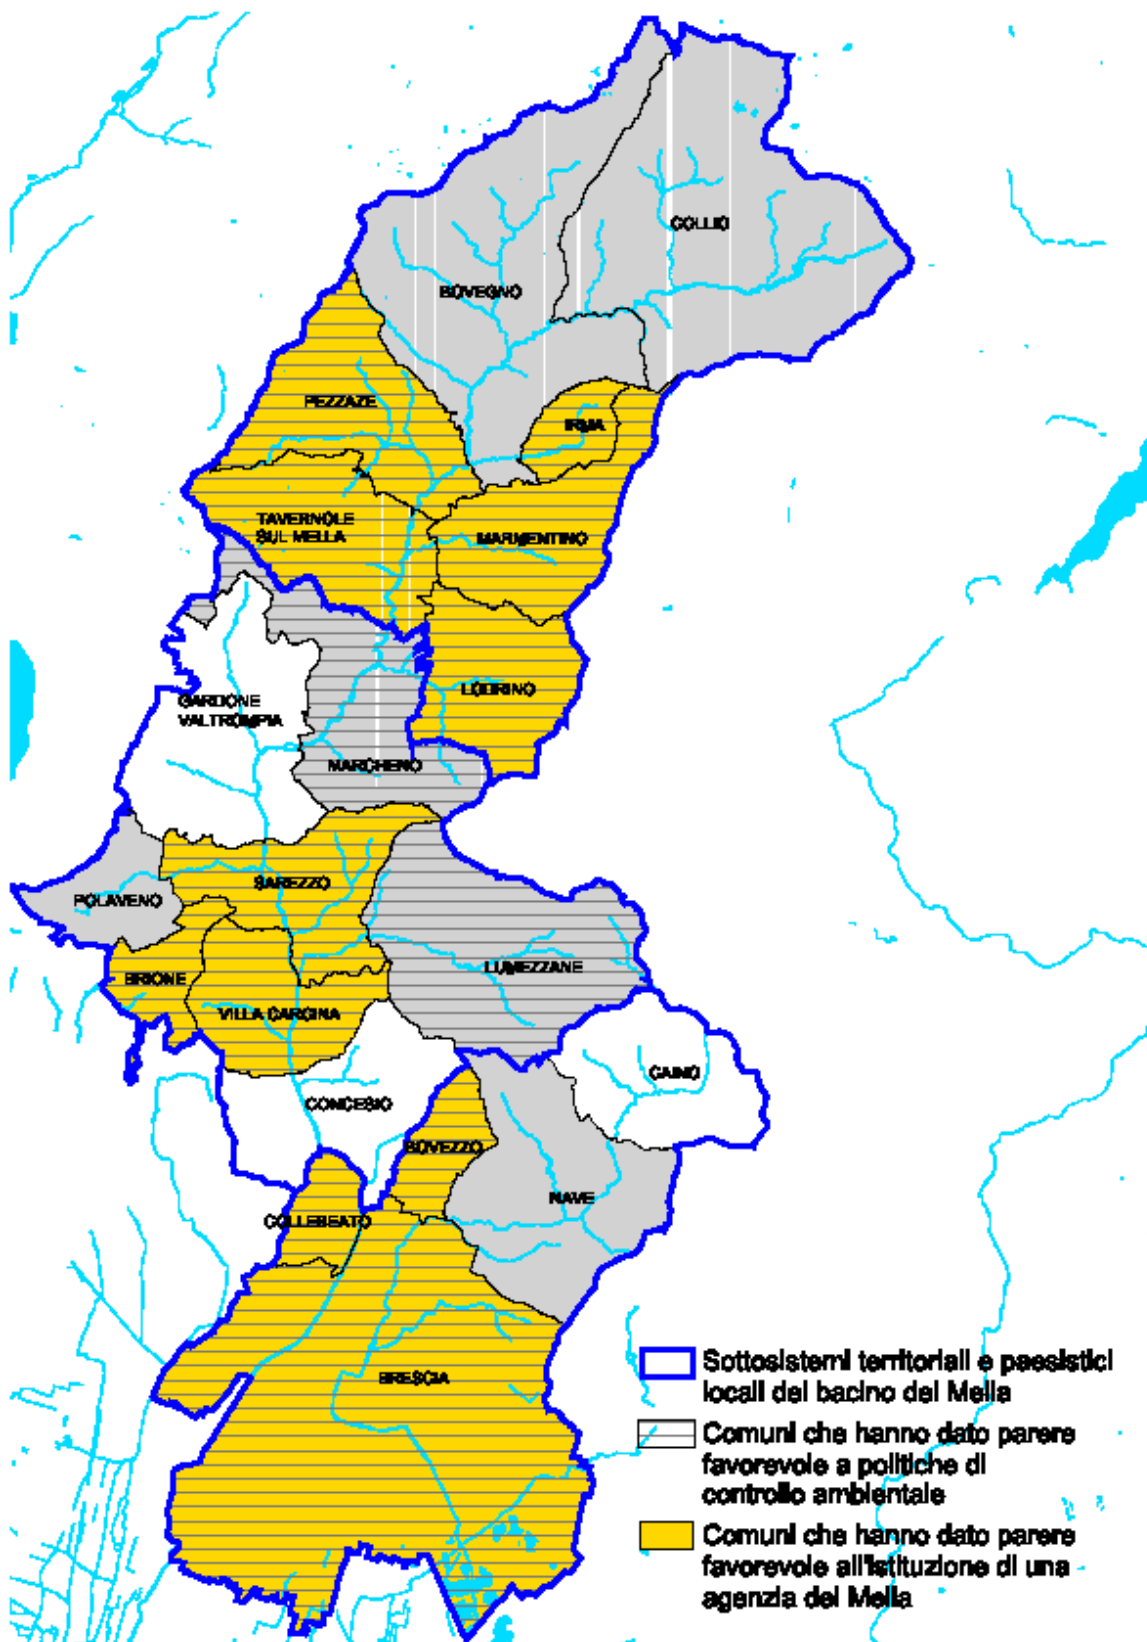 COLLIO
BOVEGNO
PEZZAZE
IRMA
TAVERNOLE
SUL MELLA
MARMENTINO
LODRINO
GARDONE
VALTROMPIA
MARCHENO
SAREZZO
POLAVENO
LUMEZZANE
BRIONE
VILLA CARCINA
CAINO
CONCESIO
BOVEZZO
NAVE
COLLEBEATO
BRESCIA
Sottosistemi territoriali e paesistici
locali del bacino del Mella
Comuni che hanno dato parere
favorevole a politiche di
controllo ambientale
Comuni che hanno dato parere
favorevole all'istituzione di una
agenzia del Mella